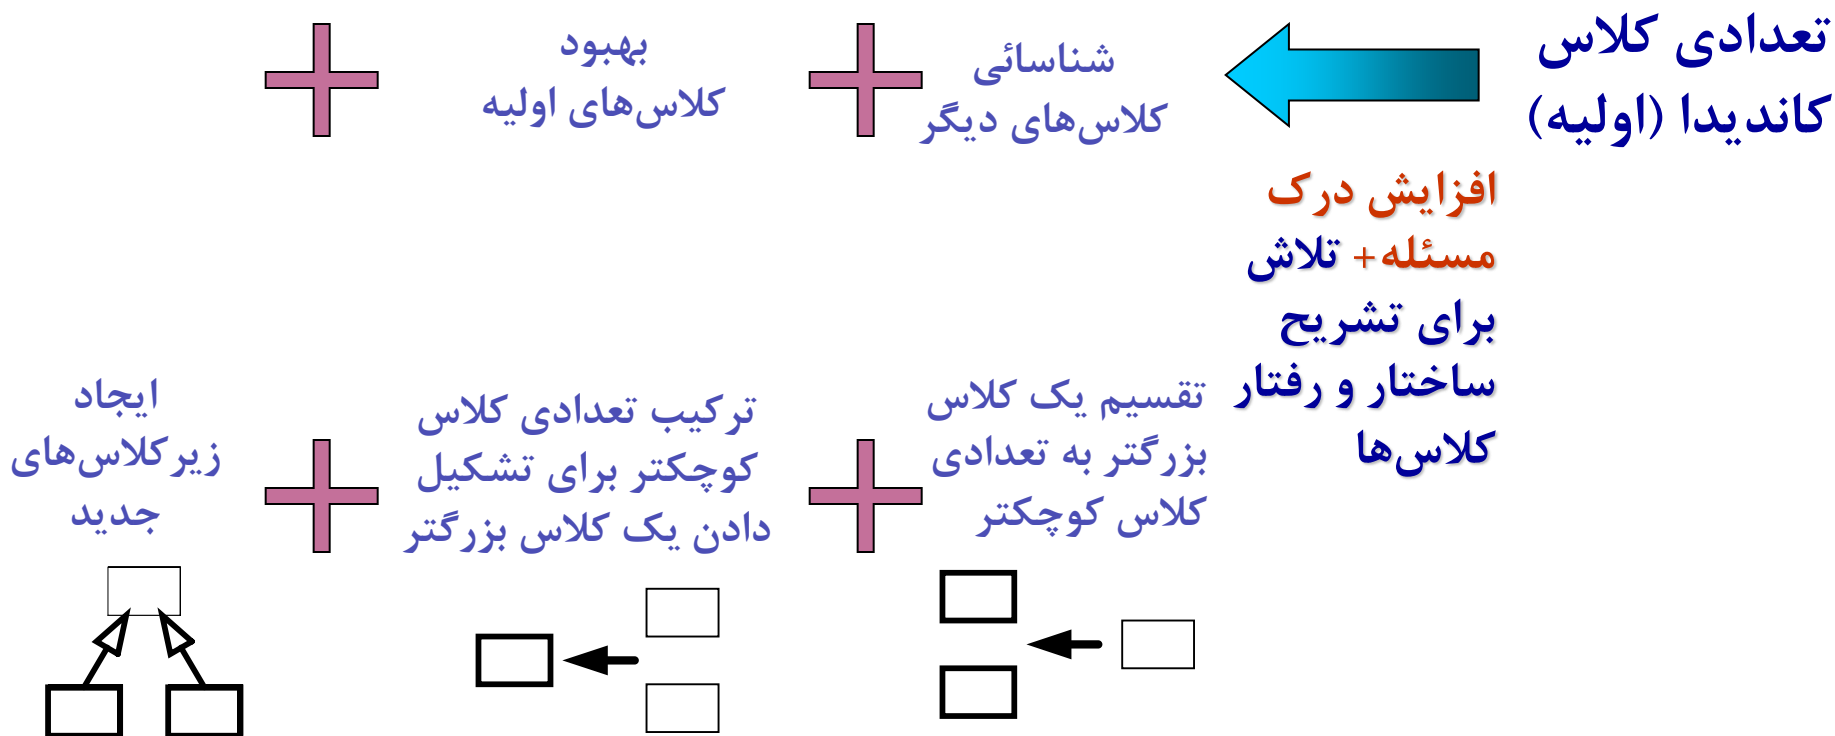 تعدادی کلاس
کاندیدا (اولیه)
افزایش درک
مسئله+ تلاش
برای تشریح
ساختار و رفتار
کلاس‌ها
شناسائی
کلاس‌های دیگر
بهبود
کلاس‌های اولیه
تقسیم یک کلاس
بزرگتر به تعدادی
کلاس کوچکتر
ترکیب تعدادی کلاس
کوچکتر برای تشکیل
دادن یک کلاس بزرگتر
ایجاد
زیرکلاس‌های
جدید